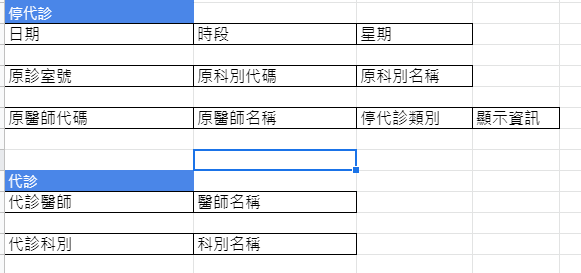 停代診
日期 時段 星期
原診室號 原科別代碼 原科別名稱
原醫師代碼 原醫師名稱 停代診類別 顯示資訊
代診
代診醫師 醫師名稱
代診科別 科別名稱